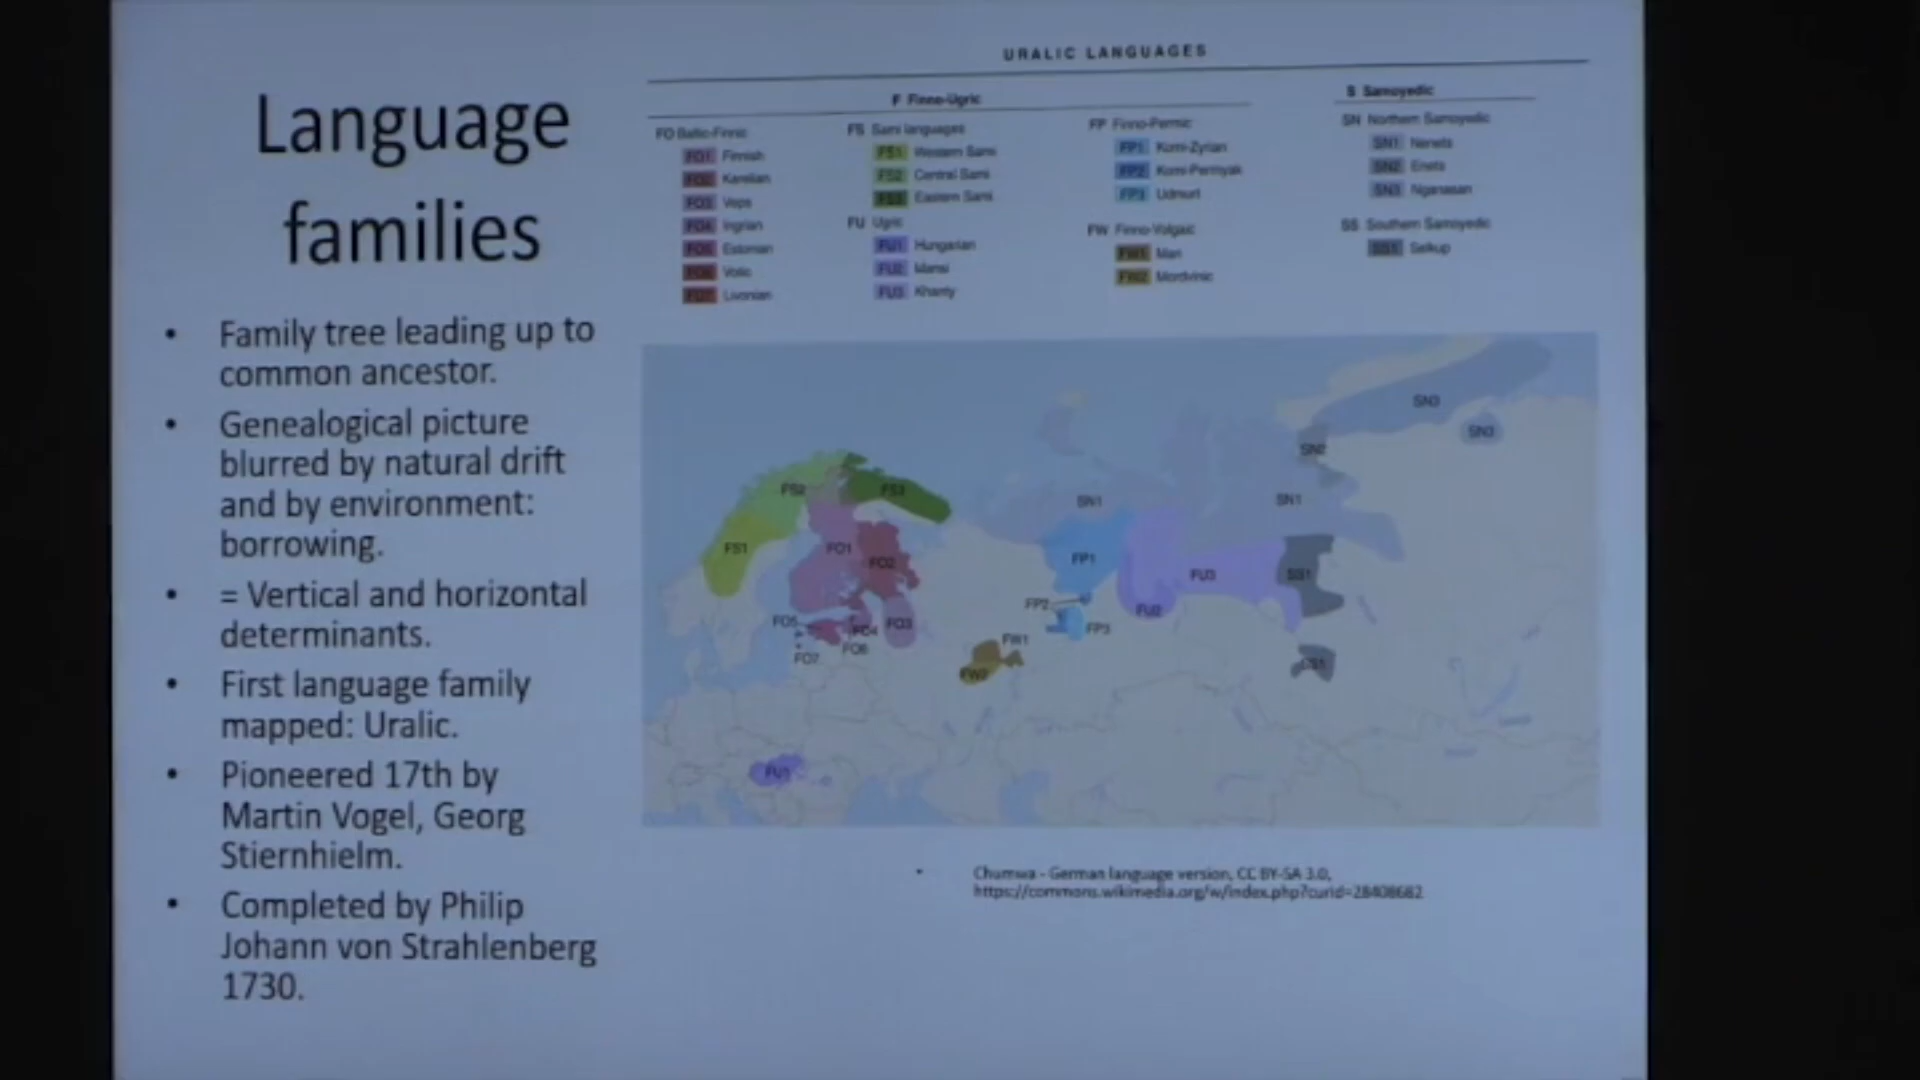 Language
families
• Family tree leading up to
common ancestor.
• Genealogical picture
blurred by natural drift
and by environment:
borrowing.
• = Vertical and horizontal
determinants.
• First language family
mapped: Uralic.
• Pioneered 17th by
Martin Vogel, Georg
Stiernhielm.
• Completed by Philip
Johann von Strahlenberg
1730.
URALIC LANGUAGES
F Finno-Ugric
FO Baltic-Finnic
FO1 Finnish
FO2 Karelian
FO3 Veps
FO4 Ingrian
FO5 Estonian
FO6 Votic
FO7 Livonian
FS Sami languages
FS1 Western Sami
FS2 Central Sami
FS3 Eastern Sami
FU Ugric
FU1 Hungarian
FU2 Mansi
FU3 Khanty
FP Finno-Permic
FP1 Komi-Zyrian
FP2 Komi-Permyak
FP3 Udmurt
FW Finno-Volgaic
FW1 Mari
FW2 Mordvinic
S Samoyedic
SN Northern Samoyedic
SN1 Nenets
SN2 Enets
SN3 Nganasan
SS Southern Samoyedic
SS1 Selkup
SN3
SN3
SN2
FS2
FS3
SN1
SN1
FS1
FO1
FO2
FP1
FU3
SS1
FP2
FU2
FO5
FO4
FO3
FP3
FO6
FW1
FO7
FW2
SS1
FU1
• Chumwa - German language version, CC BY-SA 3.0,
https://commons.wikimedia.org/w/index.php?curid=28408682